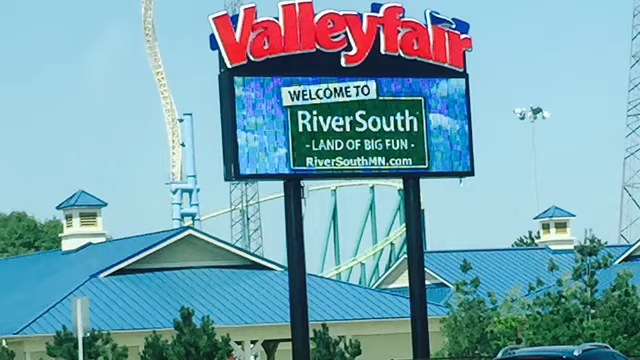 Valleyfair
WELCOME TO
RiverSouth
- LAND OF BIG FUN -
RiverSouthMN.com